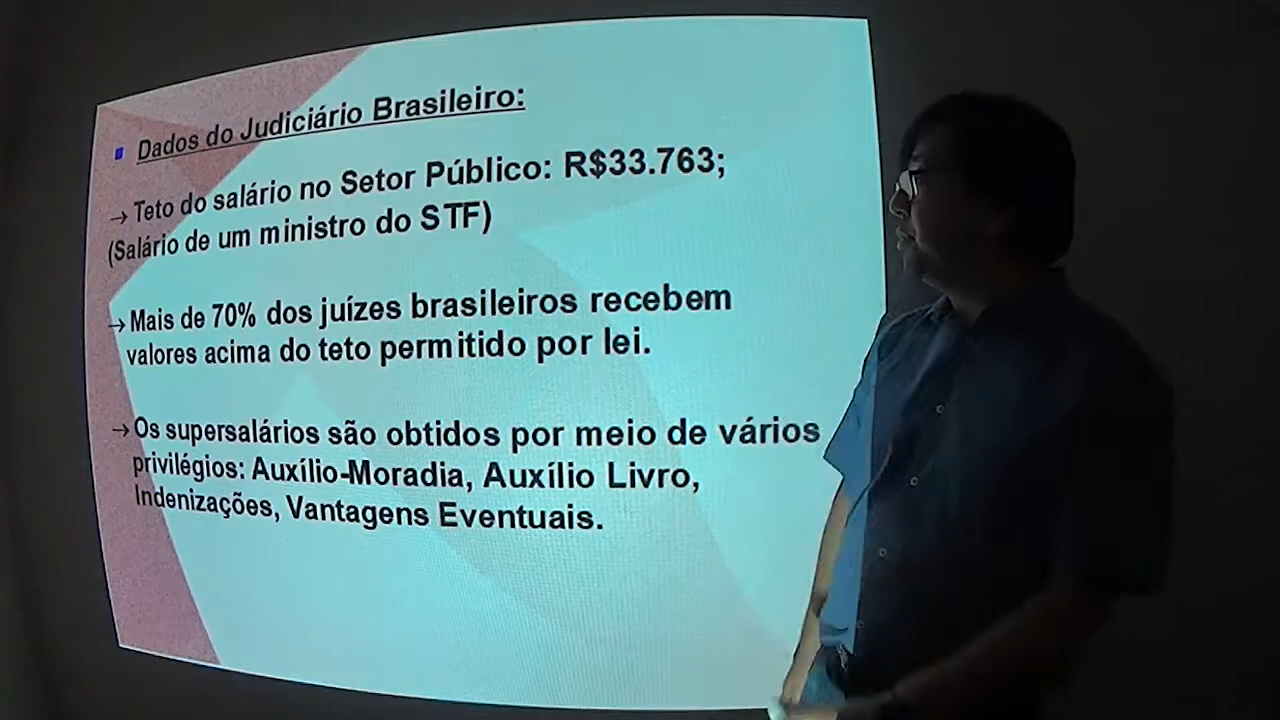 Dados do Judiciário Brasileiro:
→ Teto do salário no Setor Público: R$33.763;
(Salário de um ministro do STF)
→ Mais de 70% dos juízes brasileiros recebem
valores acima do teto permitido por lei.
→ Os supersalários são obtidos por meio de vários
privilégios: Auxílio-Moradia, Auxílio Livro,
Indenizações, Vantagens Eventuais.